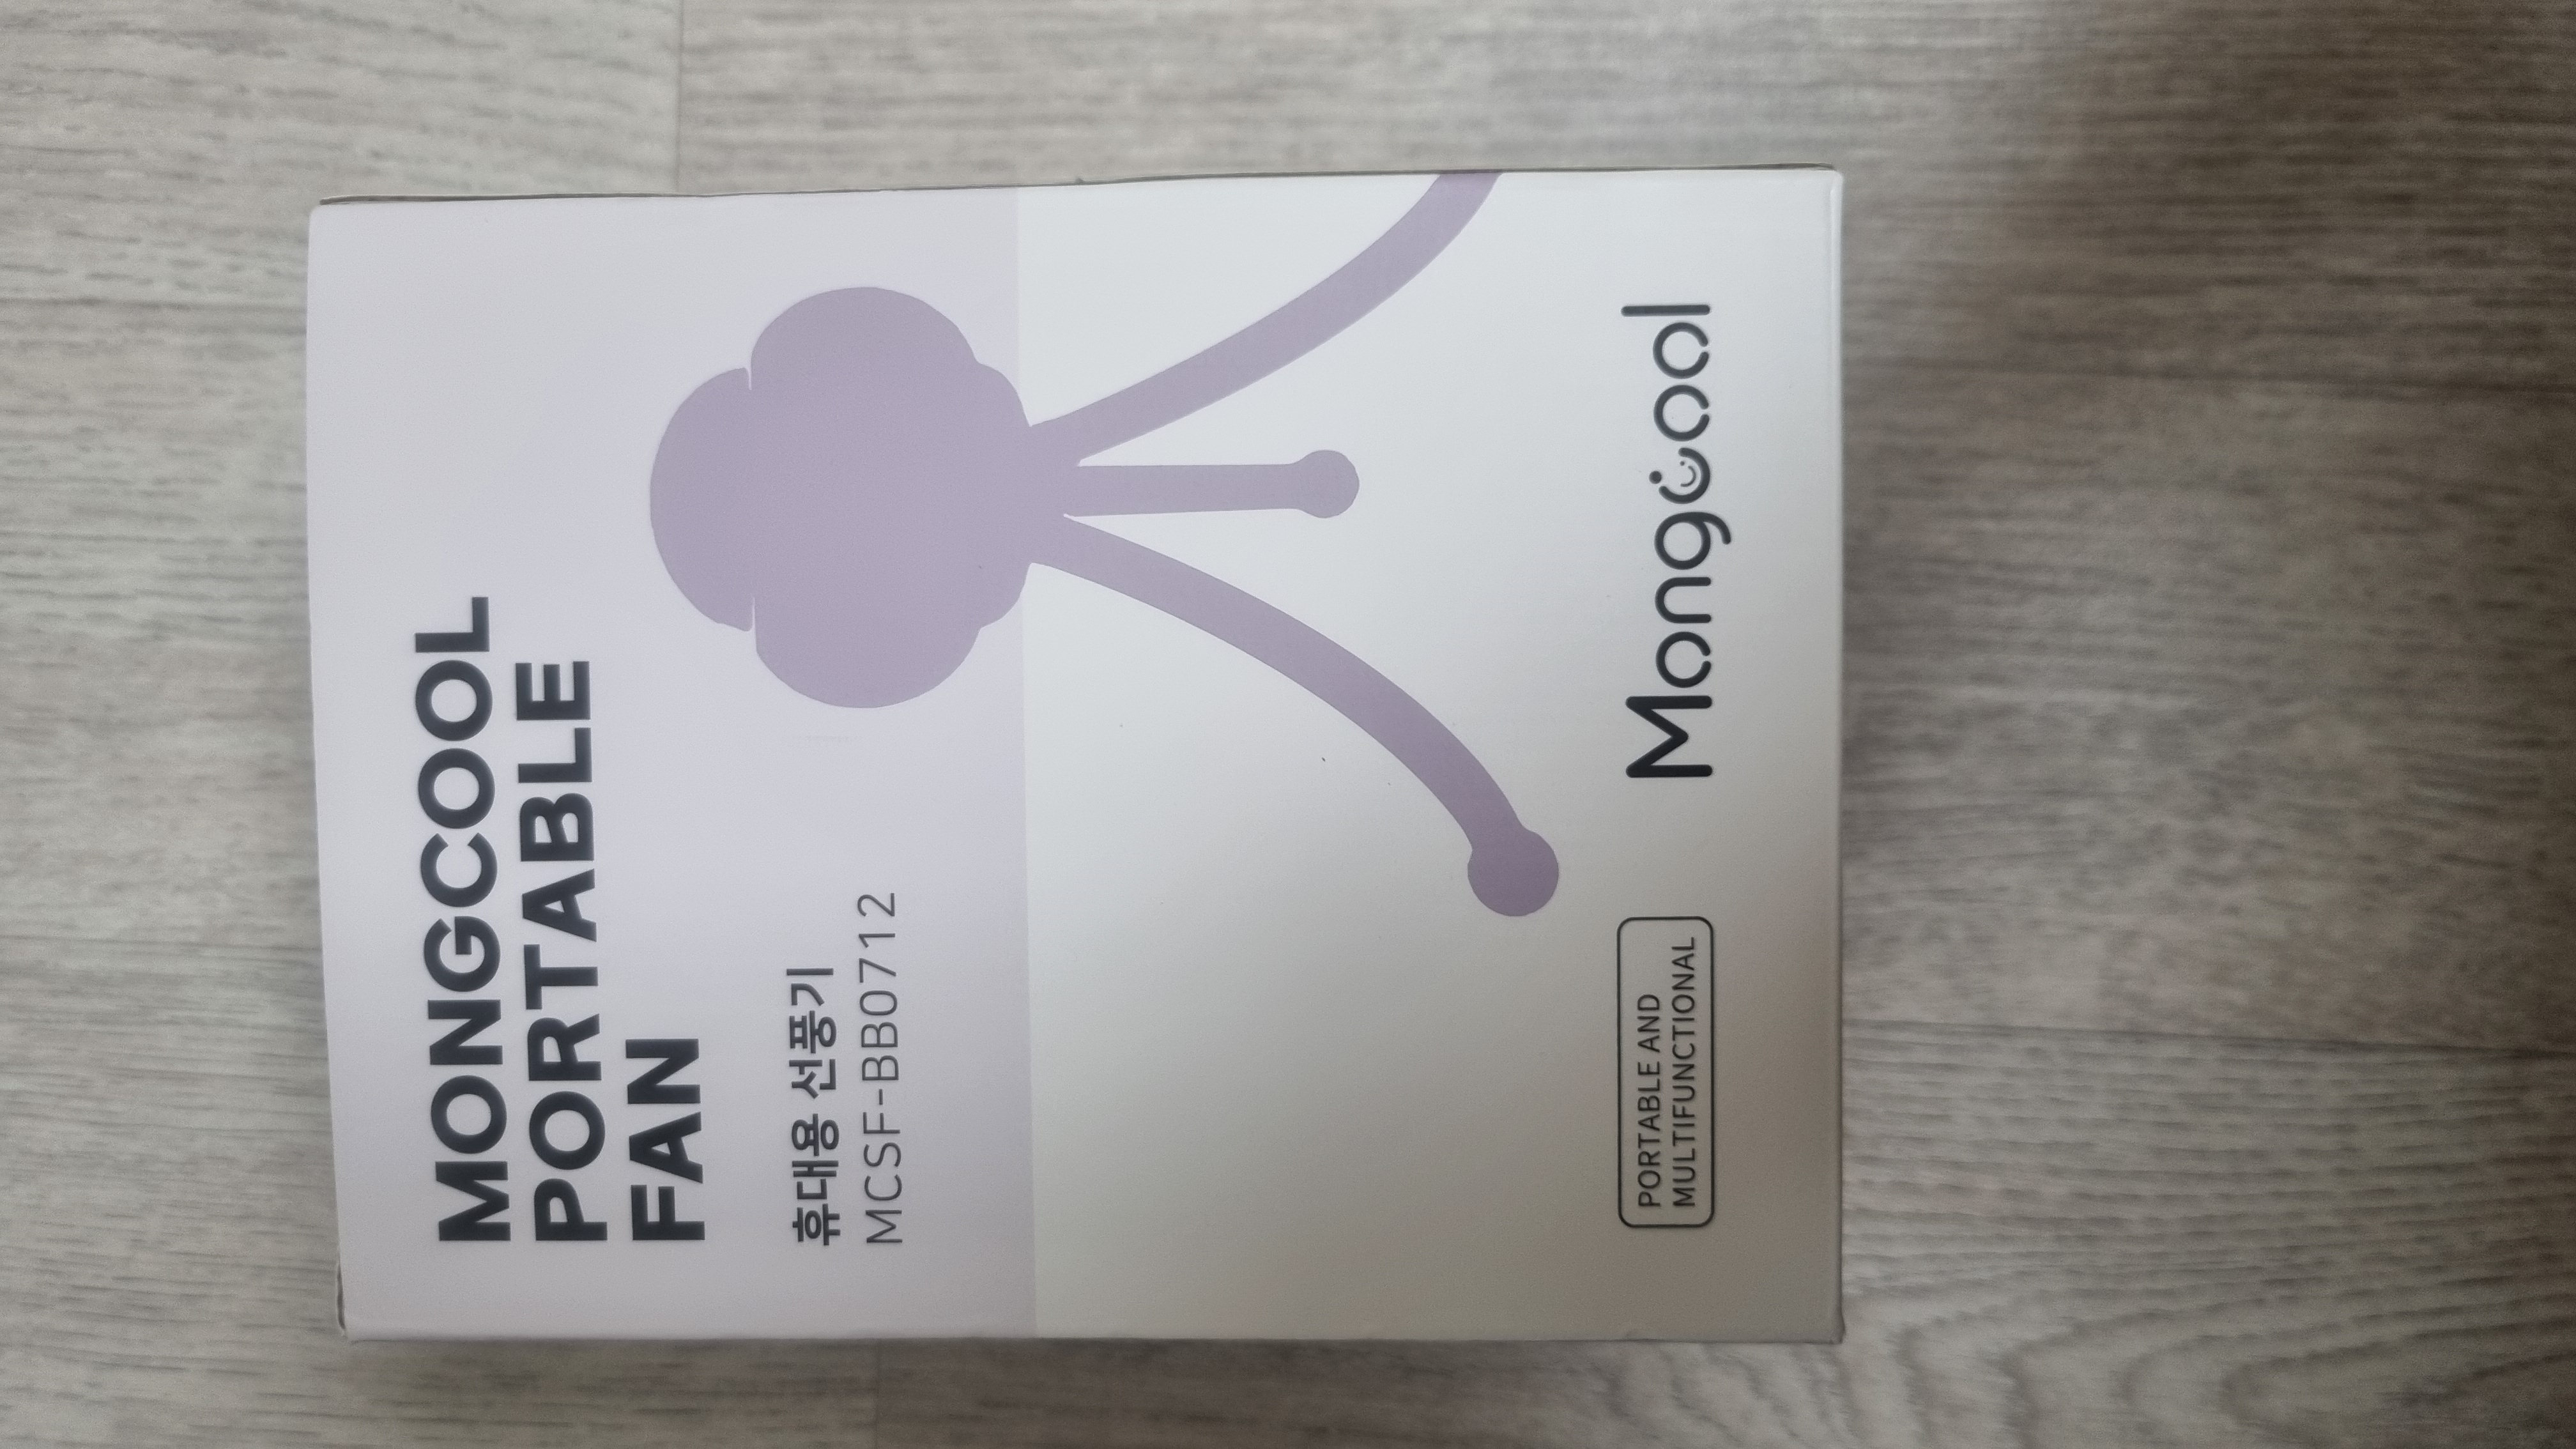 MONGCOOL
PORTABLE
FAN
휴대용 선풍기
MCSF-BB0712
PORTABLE AND
MULTIFUNCTIONAL
Mongcool